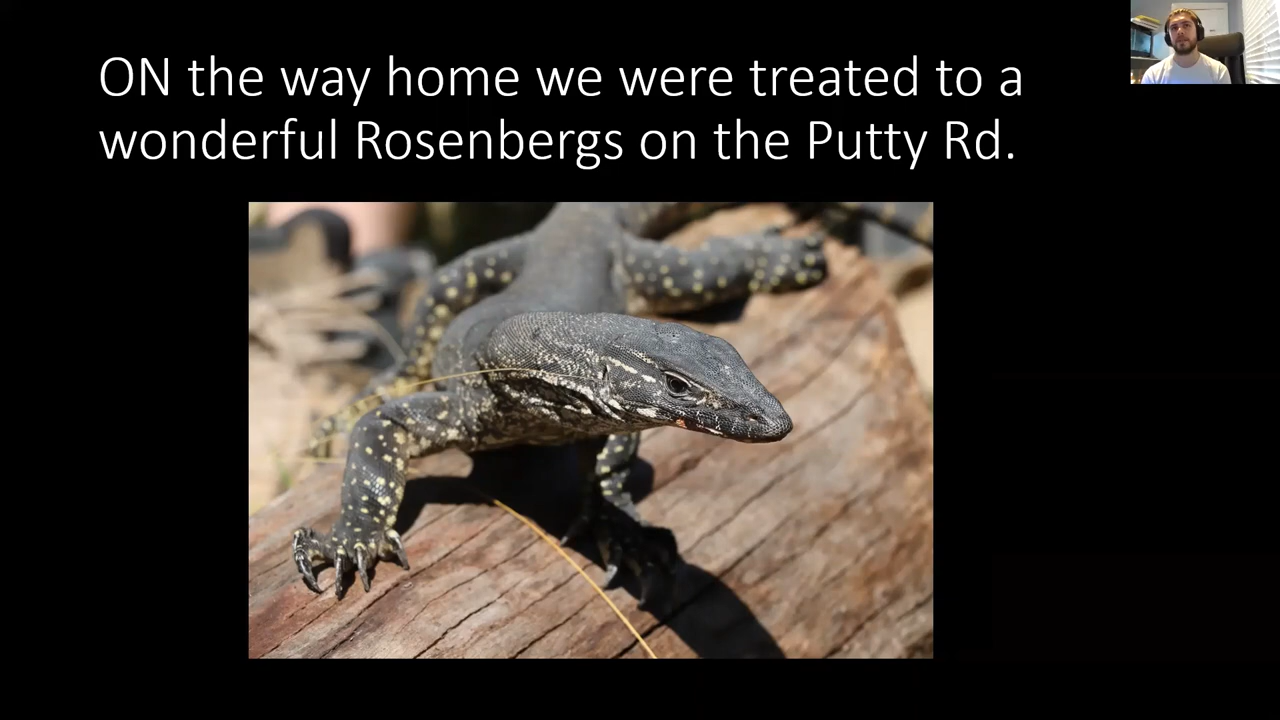 ON the way home we were treated to a
wonderful Rosenbergs on the Putty Rd.